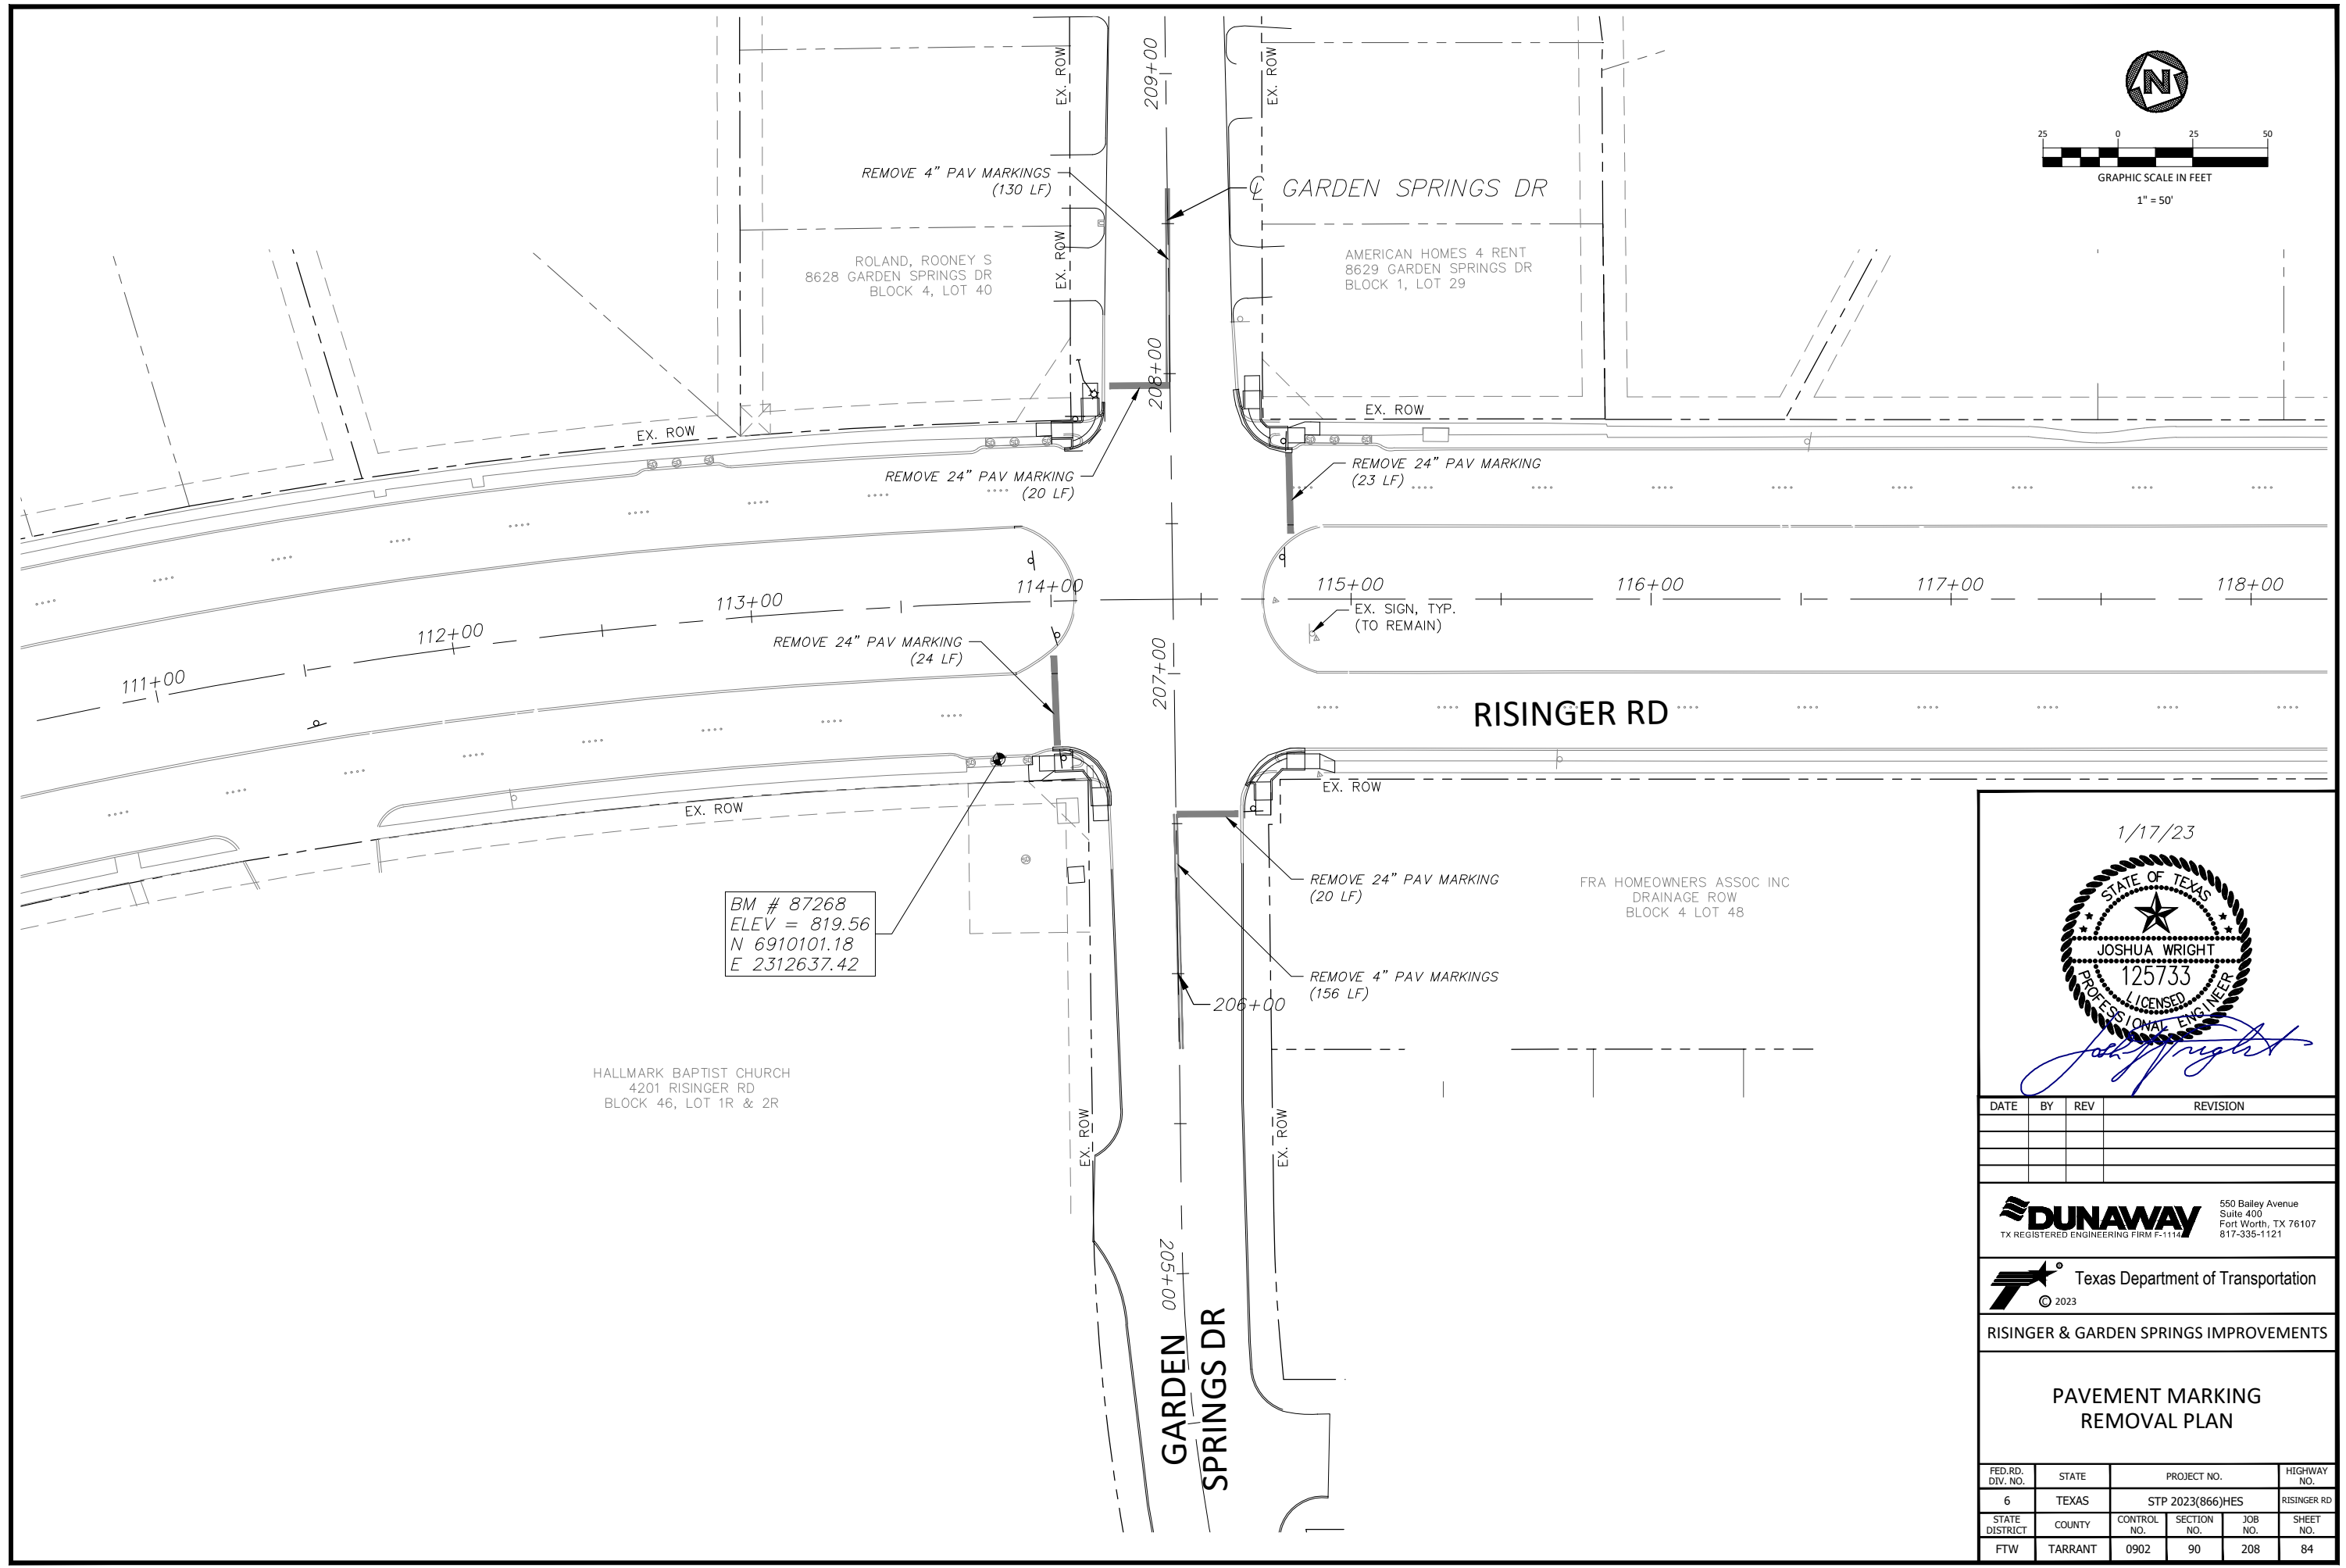 EX. ROW
209+00
EX. ROW
25 0 25 50
GRAPHIC SCALE IN FEET
1" = 50'
N
REMOVE 4" PAV MARKINGS
(130 LF)
℄ GARDEN SPRINGS DR
ROLAND, ROONEY S
8628 GARDEN SPRINGS DR
BLOCK 4, LOT 40
EX. ROW
AMERICAN HOMES 4 RENT
8629 GARDEN SPRINGS DR
BLOCK 1, LOT 29
208+00
EX. ROW
EX. ROW
REMOVE 24" PAV MARKING
(20 LF)
REMOVE 24" PAV MARKING
(23 LF)
111+00
112+00
113+00
114+00
115+00
116+00
117+00
118+00
EX. SIGN, TYP.
(TO REMAIN)
REMOVE 24" PAV MARKING
(24 LF)
207+00
RISINGER RD
EX. ROW
EX. ROW
BM # 87268
ELEV = 819.56
N 6910101.18
E 2312637.42
REMOVE 24" PAV MARKING
(20 LF)
REMOVE 4" PAV MARKINGS
(156 LF)
206+00
FRA HOMEOWNERS ASSOC INC
DRAINAGE ROW
BLOCK 4 LOT 48
HALLMARK BAPTIST CHURCH
4201 RISINGER RD
BLOCK 46, LOT 1R & 2R
EX. ROW
EX. ROW
205+00
GARDEN
SPRINGS DR
1/17/23
STATE OF TEXAS
JOSHUA WRIGHT
125733
LICENSED
PROFESSIONAL ENGINEER
Josh Wright
DATE BY REV REVISION
DUNAWAY
TX REGISTERED ENGINEERING FIRM F-1114
550 Bailey Avenue
Suite 400
Fort Worth, TX 76107
817-335-1121
Texas Department of Transportation
© 2023
RISINGER & GARDEN SPRINGS IMPROVEMENTS
PAVEMENT MARKING
REMOVAL PLAN
FED.RD. DIV. NO. STATE PROJECT NO. HIGHWAY NO.
6 TEXAS STP 2023(866)HES RISINGER RD
STATE DISTRICT COUNTY CONTROL NO. SECTION NO. JOB NO. SHEET NO.
FTW TARRANT 0902 90 208 84